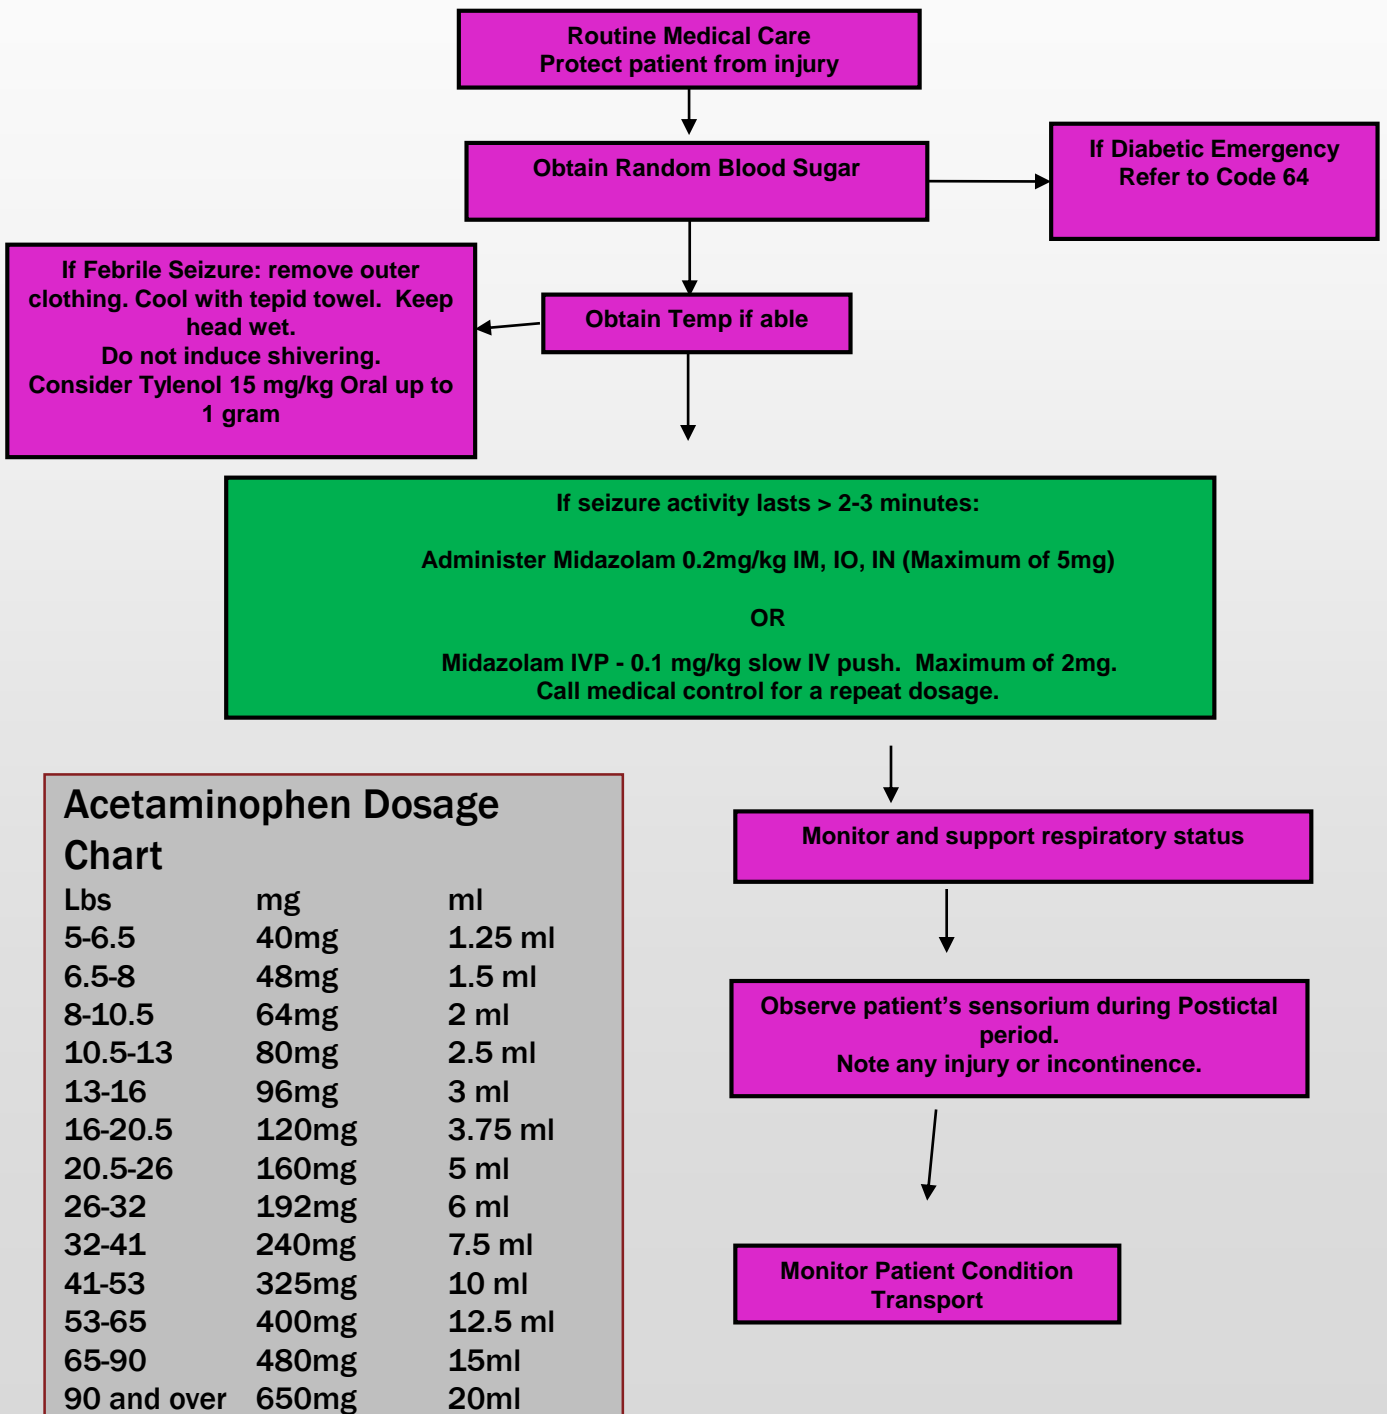 Routine Medical Care
Protect patient from injury
Obtain Random Blood Sugar
If Diabetic Emergency
Refer to Code 64
If Febrile Seizure: remove outer
clothing. Cool with tepid towel.  Keep
head wet.
Do not induce shivering.
Consider Tylenol 15 mg/kg Oral up to
1 gram
Obtain Temp if able
If seizure activity lasts > 2-3 minutes:
Administer Midazolam 0.2mg/kg IM, IO, IN (Maximum of 5mg)
OR
Midazolam IVP - 0.1 mg/kg slow IV push.  Maximum of 2mg.
Call medical control for a repeat dosage.
Acetaminophen Dosage
Chart
Lbs mg ml
5-6.5 40mg 1.25 ml
6.5-8 48mg 1.5 ml
8-10.5 64mg 2 ml
10.5-13 80mg 2.5 ml
13-16 96mg 3 ml
16-20.5 120mg 3.75 ml
20.5-26 160mg 5 ml
26-32 192mg 6 ml
32-41 240mg 7.5 ml
41-53 325mg 10 ml
53-65 400mg 12.5 ml
65-90 480mg 15ml
90 and over 650mg 20ml
Monitor and support respiratory status
Observe patient's sensorium during Postictal
period.
Note any injury or incontinence.
Monitor Patient Condition
Transport